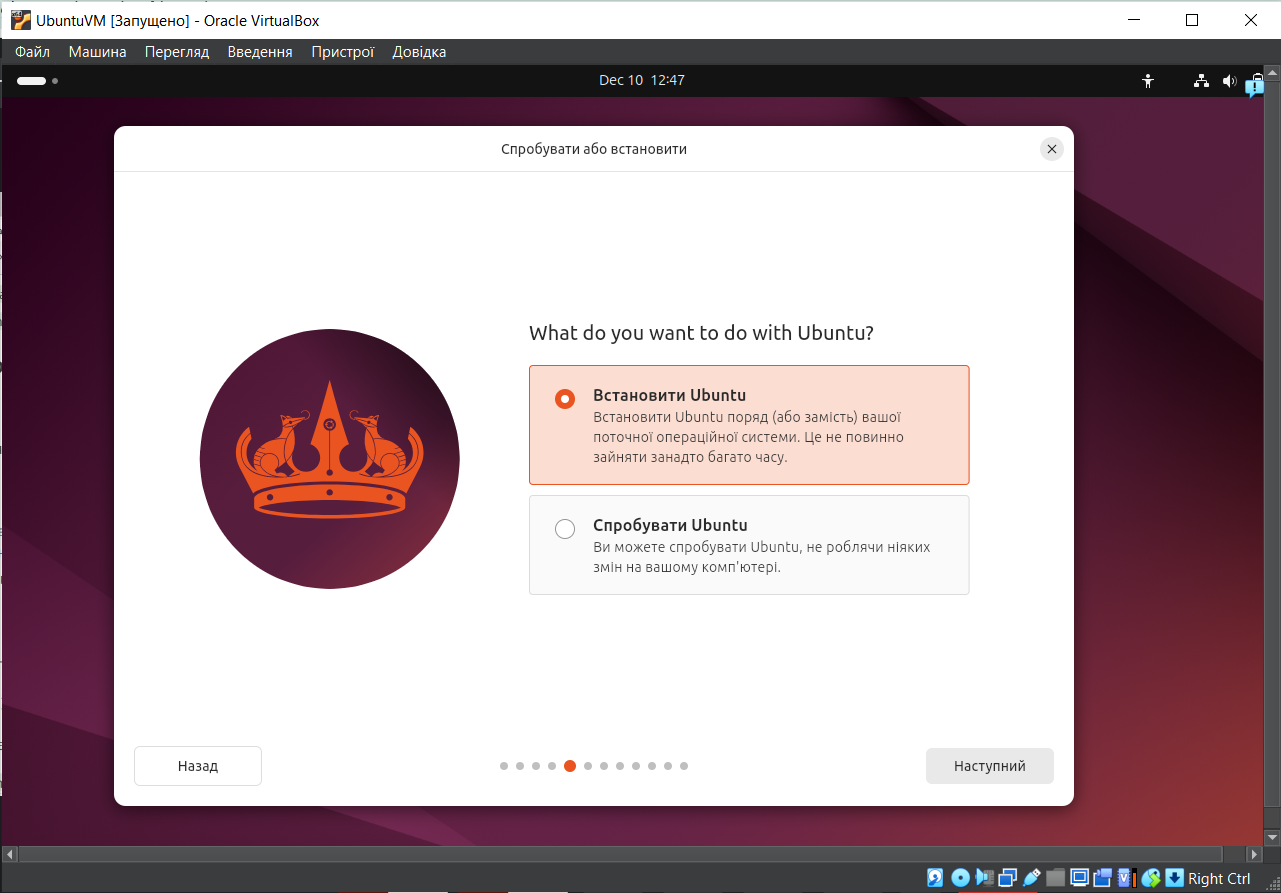 UbuntuVM [Запущено] - Oracle VirtualBox
Файл Машина Перегляд Введення Пристрої Довідка
Dec 10 12:47
Спробувати або встановити
What do you want to do with Ubuntu?
Встановити Ubuntu
Встановити Ubuntu поряд (або замість) вашої
поточної операційної системи. Це не повинно
зайняти занадто багато часу.
Спробувати Ubuntu
Ви можете спробувати Ubuntu, не роблячи ніяких
змін на вашому комп'ютері.
Назад
Наступний
Right Ctrl